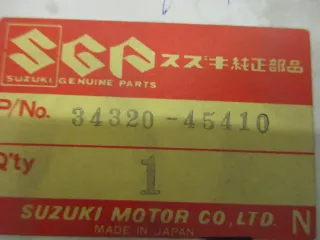 SGP スズキ純正部品
SUZUKI GENUINE PARTS
P/No. 34320-45410
Q'ty 1
SUZUKI MOTOR CO.,LTD. N
MADE IN JAPAN